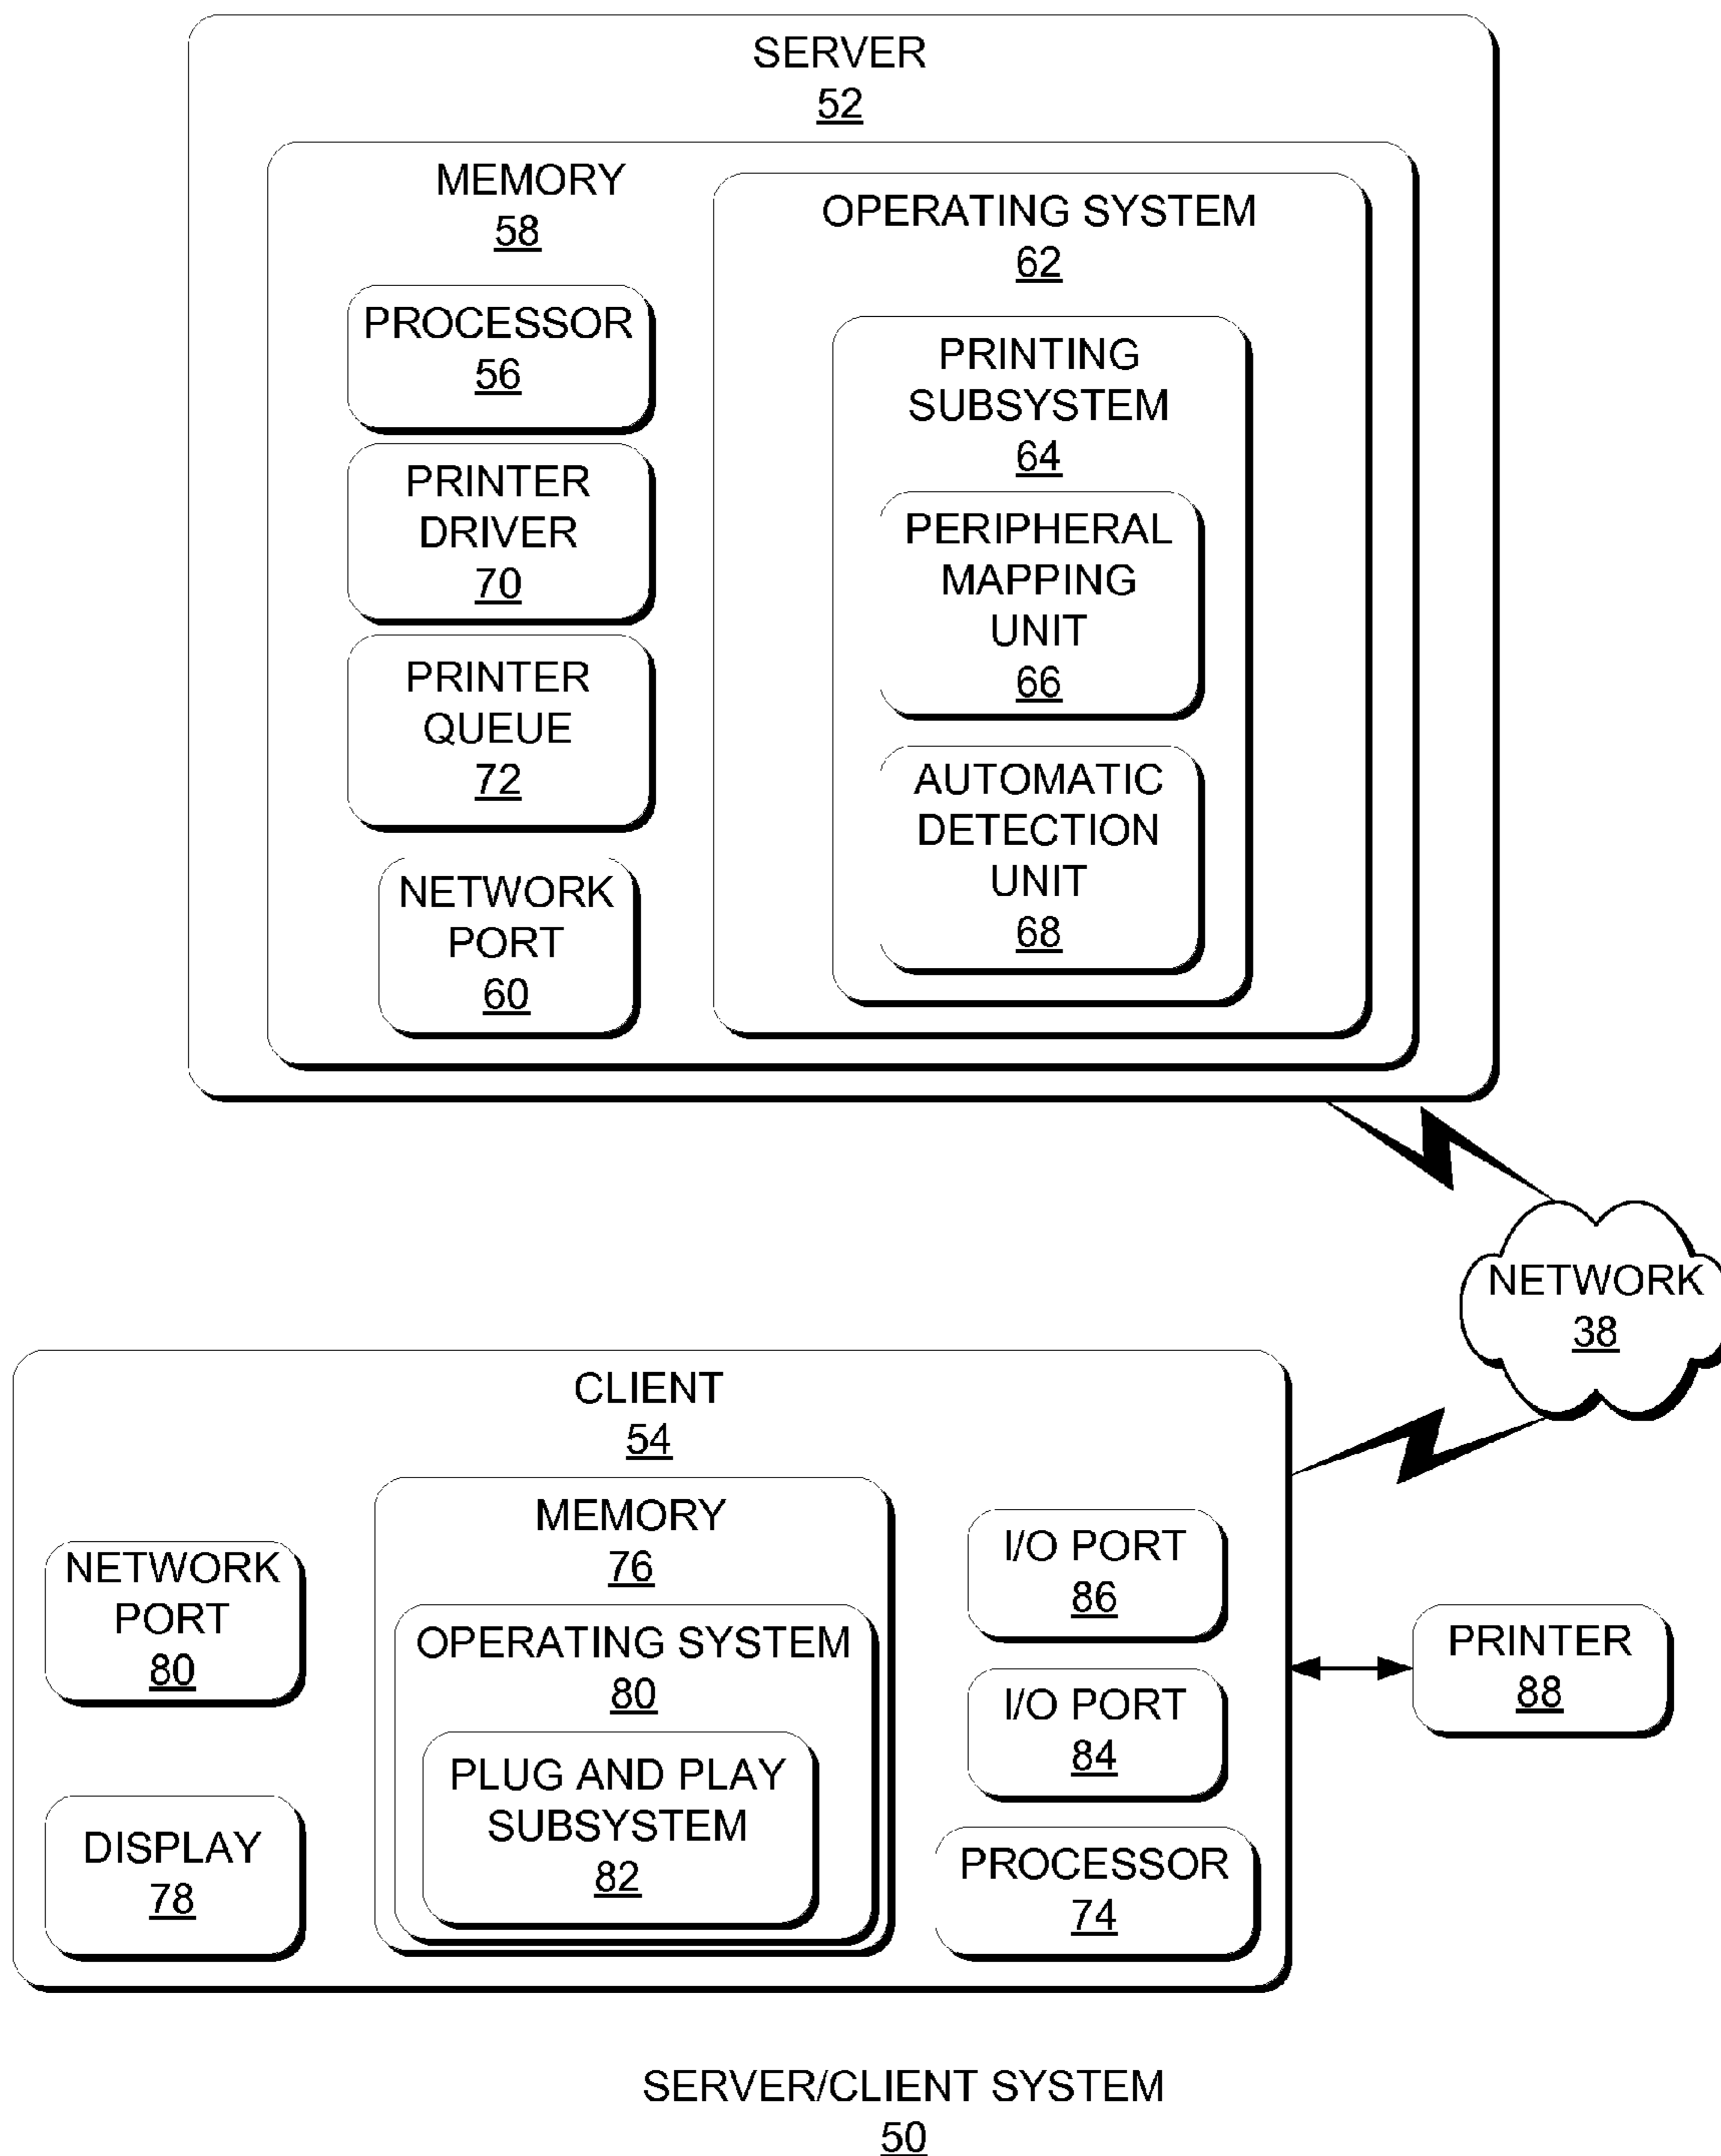 SERVER
52
MEMORY
58
PROCESSOR
56
PRINTER
DRIVER
70
PRINTER
QUEUE
72
NETWORK
PORT
60
OPERATING SYSTEM
62
PRINTING
SUBSYSTEM
64
PERIPHERAL
MAPPING
UNIT
66
AUTOMATIC
DETECTION
UNIT
68
NETWORK
38
CLIENT
54
NETWORK
PORT
80
DISPLAY
78
MEMORY
76
OPERATING SYSTEM
80
PLUG AND PLAY
SUBSYSTEM
82
I/O PORT
86
I/O PORT
84
PROCESSOR
74
PRINTER
88
SERVER/CLIENT SYSTEM
50